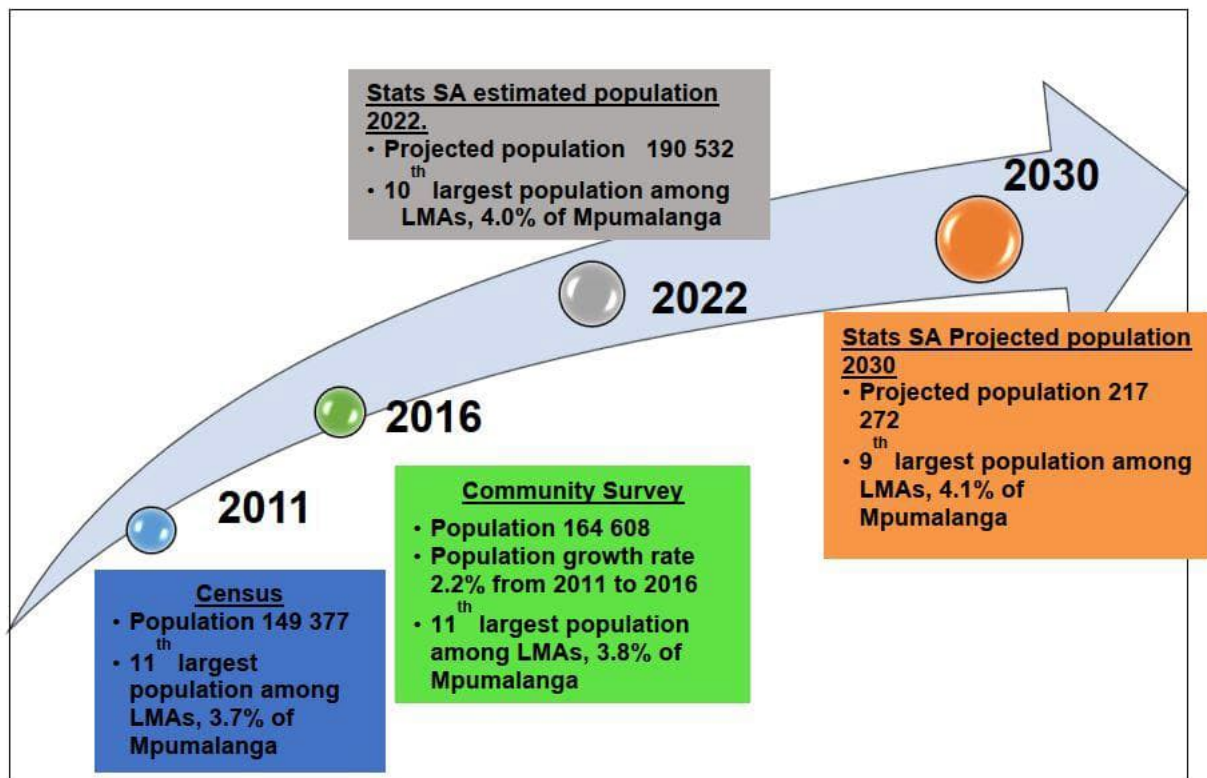 Stats SA estimated population
2022.
• Projected population 190 532
• 10th largest population among
LMAs, 4.0% of Mpumalanga
2030
2022
Stats SA Projected population
2030
• Projected population 217
272
• 9th largest population among
LMAs, 4.1% of
Mpumalanga
2016
Community Survey
• Population 164 608
• Population growth rate
2.2% from 2011 to 2016
• 11th largest population
among LMAs, 3.8% of
Mpumalanga
2011
Census
• Population 149 377
• 11th largest
population among
LMAs, 3.7% of
Mpumalanga